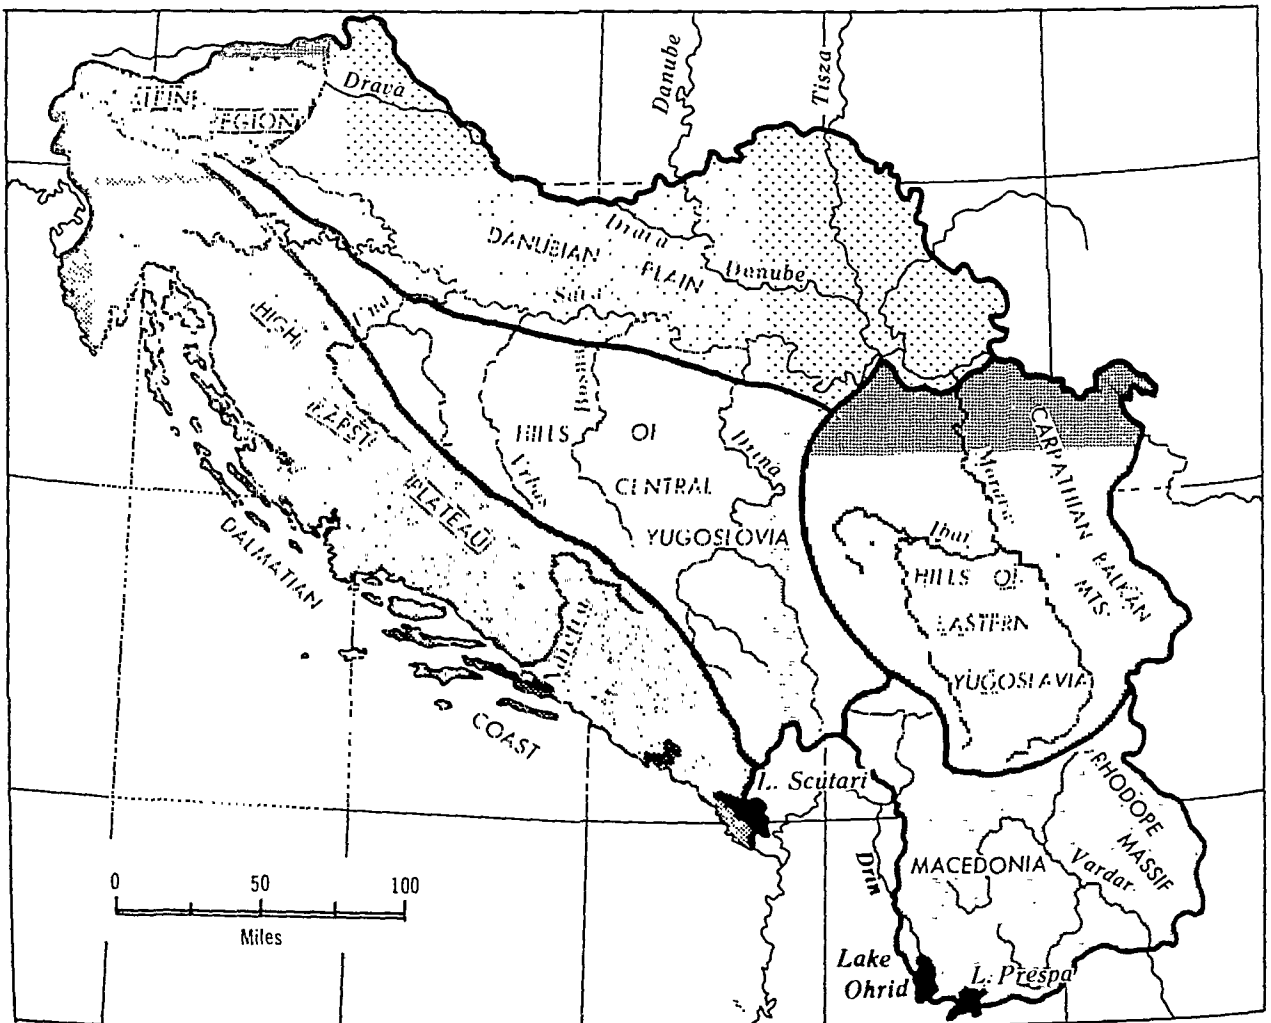 Danube
Tisza
Drava
REGION
DANUBIAN
PLAIN
Drava
Danube
Sava
HIGH
KARST
PLATEAU
DALMATIAN
COAST
HILLS OF
CENTRAL
YUGOSLOVIA
Bosna
Vrbas
Drina
CARPATHIAN BALKAN
MTS.
Morava
Ibar
HILLS OF
EASTERN
YUGOSLAVIA
L. Scutari
RHODOPE
MASSIF
MACEDONIA
Vardar
Drin
Lake
Ohrid
L. Prespa
0 50 100
Miles